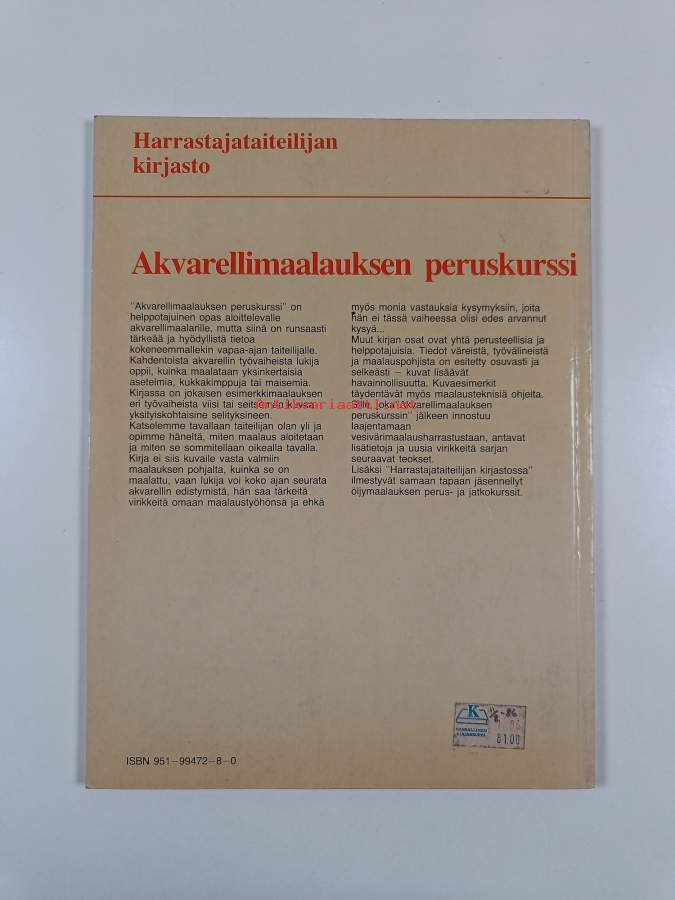 Harrastajataiteilijan
kirjasto
Akvarellimaalauksen peruskurssi
"Akvarellimaalauksen peruskurssi" on
helppotajuinen opas aloittelevalle
akvarellimaalarille, mutta siinä on runsaasti
tärkeää ja hyödyllistä tietoa
kokeneemmallekin vapaa-ajan taiteilijalle.
Kahdentoista akvarellin työvaiheista lukija
oppii, kuinka maalataan yksinkertaisia
asetelmia, kukkakimppuja tai maisemia.
Kirjassa on jokaisen esimerkkimaalauksen
eri työvaiheista viisi tai seitsemän kuvaa
yksityiskohtaisine selityksineen.
Katselemme tavallaan taiteilijan olan yli ja
opimme häneltä, miten maalaus aloitetaan
ja miten se sommitellaan oikealla tavalla.
Kirja ei siis kuvaile vasta valmiin
maalauksen pohjalta, kuinka se on
maalattu, vaan lukija voi koko ajan seurata
akvarellin edistymistä, hän saa tärkeitä
virikkeitä omaan maalaustyöhönsä ja ehkä
myös monia vastauksia kysymyksiin, joita
hän ei tässä vaiheessa olisi edes arvannut
kysyä...
Muut kirjan osat ovat yhtä perusteellisia ja
helppotajuisia. Tiedot väreistä, työvälineistä
ja maalauspohjista on esitetty osuvasti ja
selkeästi – kuvat lisäävät
havainnollisuutta. Kuvaesimerkit
täydentävät myös maalausteknisiä ohjeita.
Sille, joka "Akvarellimaalauksen
peruskurssin" jälkeen innostuu
laajentamaan
vesivärimaalausharrastustaan, antavat
lisätietoja ja uusia virikkeitä sarjan
seuraavat teokset.
Lisäksi "Harrastajataiteilijan kirjastossa"
ilmestyvät samaan tapaan jäsennellyt
öljymaalauksen perus- ja jatkokurssit.
Antikvariaatti.net
K
KANSALLINEN
KIRJAKAUPPA
81.00
ISBN 951–99472–8–0